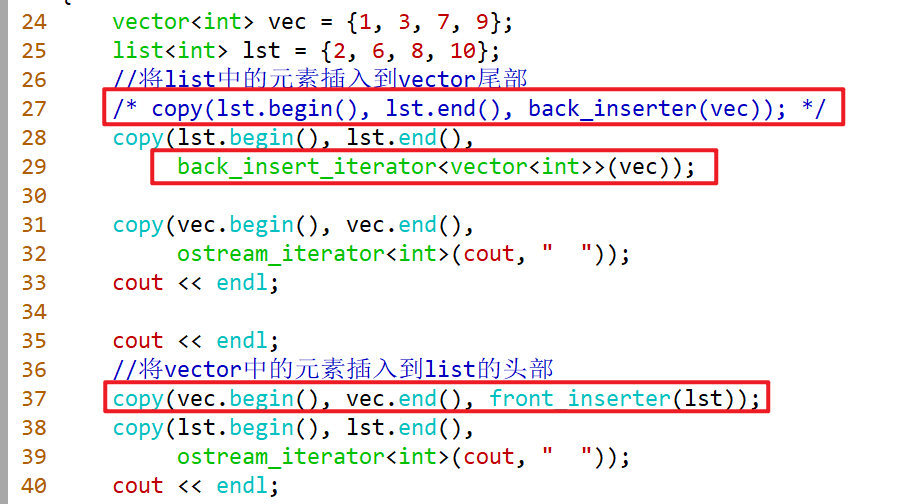 24 vector<int> vec = {1, 3, 7, 9};
25 list<int> lst = {2, 6, 8, 10};
26 //将list中的元素插入到vector尾部
27 /* copy(lst.begin(), lst.end(), back_inserter(vec)); */
28 copy(lst.begin(), lst.end(),
29 back_insert_iterator<vector<int>>(vec));
30
31 copy(vec.begin(), vec.end(),
32 ostream_iterator<int>(cout, "  "));
33 cout << endl;
34
35 cout << endl;
36 //将vector中的元素插入到list的头部
37 copy(vec.begin(), vec.end(), front_inserter(lst));
38 copy(lst.begin(), lst.end(),
39 ostream_iterator<int>(cout, "  "));
40 cout << endl;